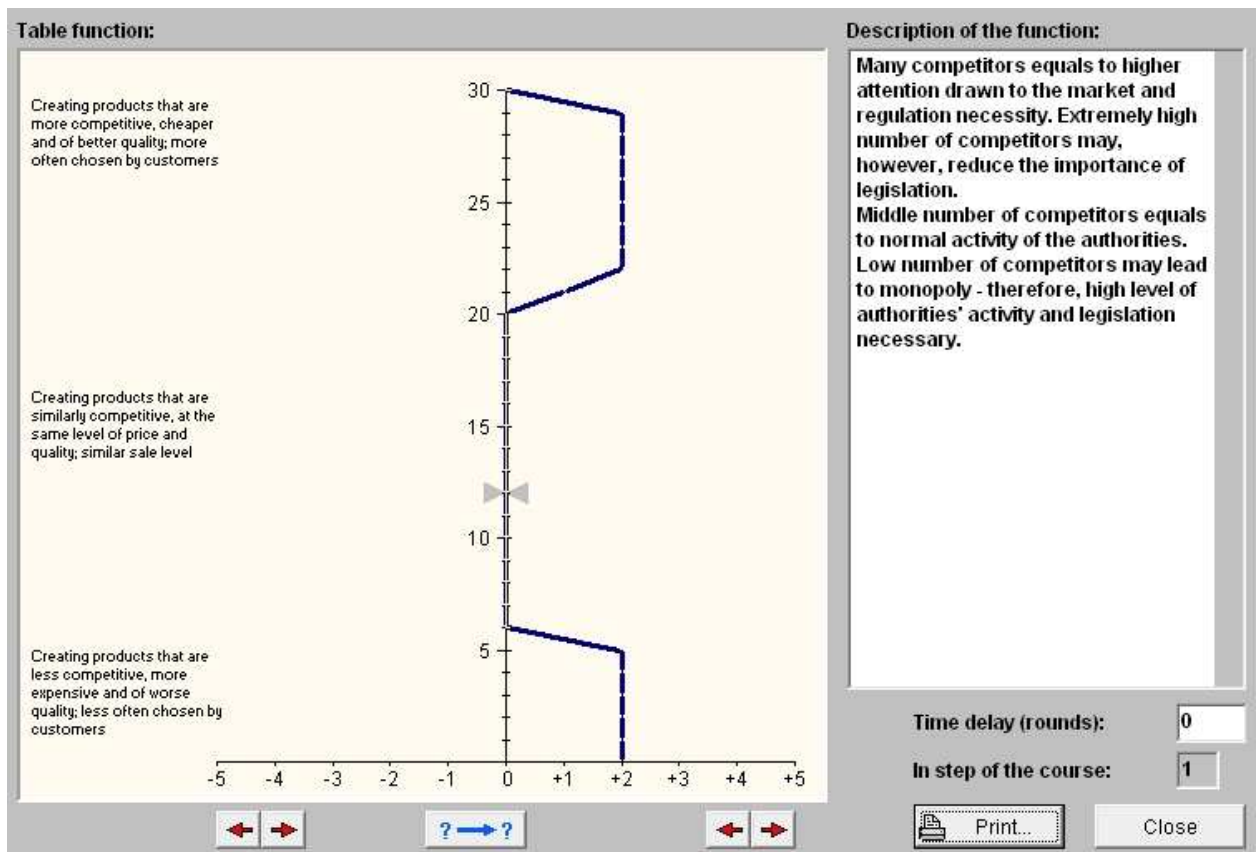 Table function:
Creating products that are
more competitive, cheaper
and of better quality; more
often chosen by customers
Creating products that are
similarly competitive, at the
same level of price and
quality; similar sale level
Creating products that are
less competitive, more
expensive and of worse
quality; less often chosen by
customers
30
25
20
15
10
5
-5 -4 -3 -2 -1 0 +1 +2 +3 +4 +5
? ?
Description of the function:
Many competitors equals to higher
attention drawn to the market and
regulation necessity. Extremely high
number of competitors may,
however, reduce the importance of
legislation.
Middle number of competitors equals
to normal activity of the authorities.
Low number of competitors may lead
to monopoly - therefore, high level of
authorities' activity and legislation
necessary.
Time delay (rounds): 0
In step of the course: 1
Print... Close